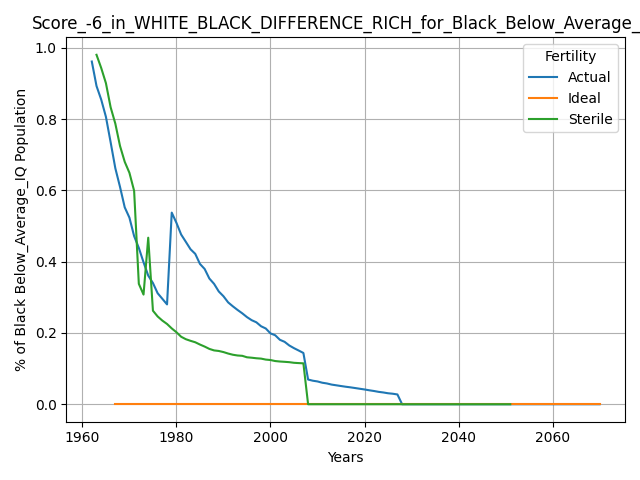 Score_-6_in_WHITE_BLACK_DIFFERENCE_RICH_for_Black_Below_Average_
Fertility
Actual
Ideal
Sterile
% of Black Below_Average_IQ Population
1.0
0.8
0.6
0.4
0.2
0.0
1960 1980 2000 2020 2040 2060
Years